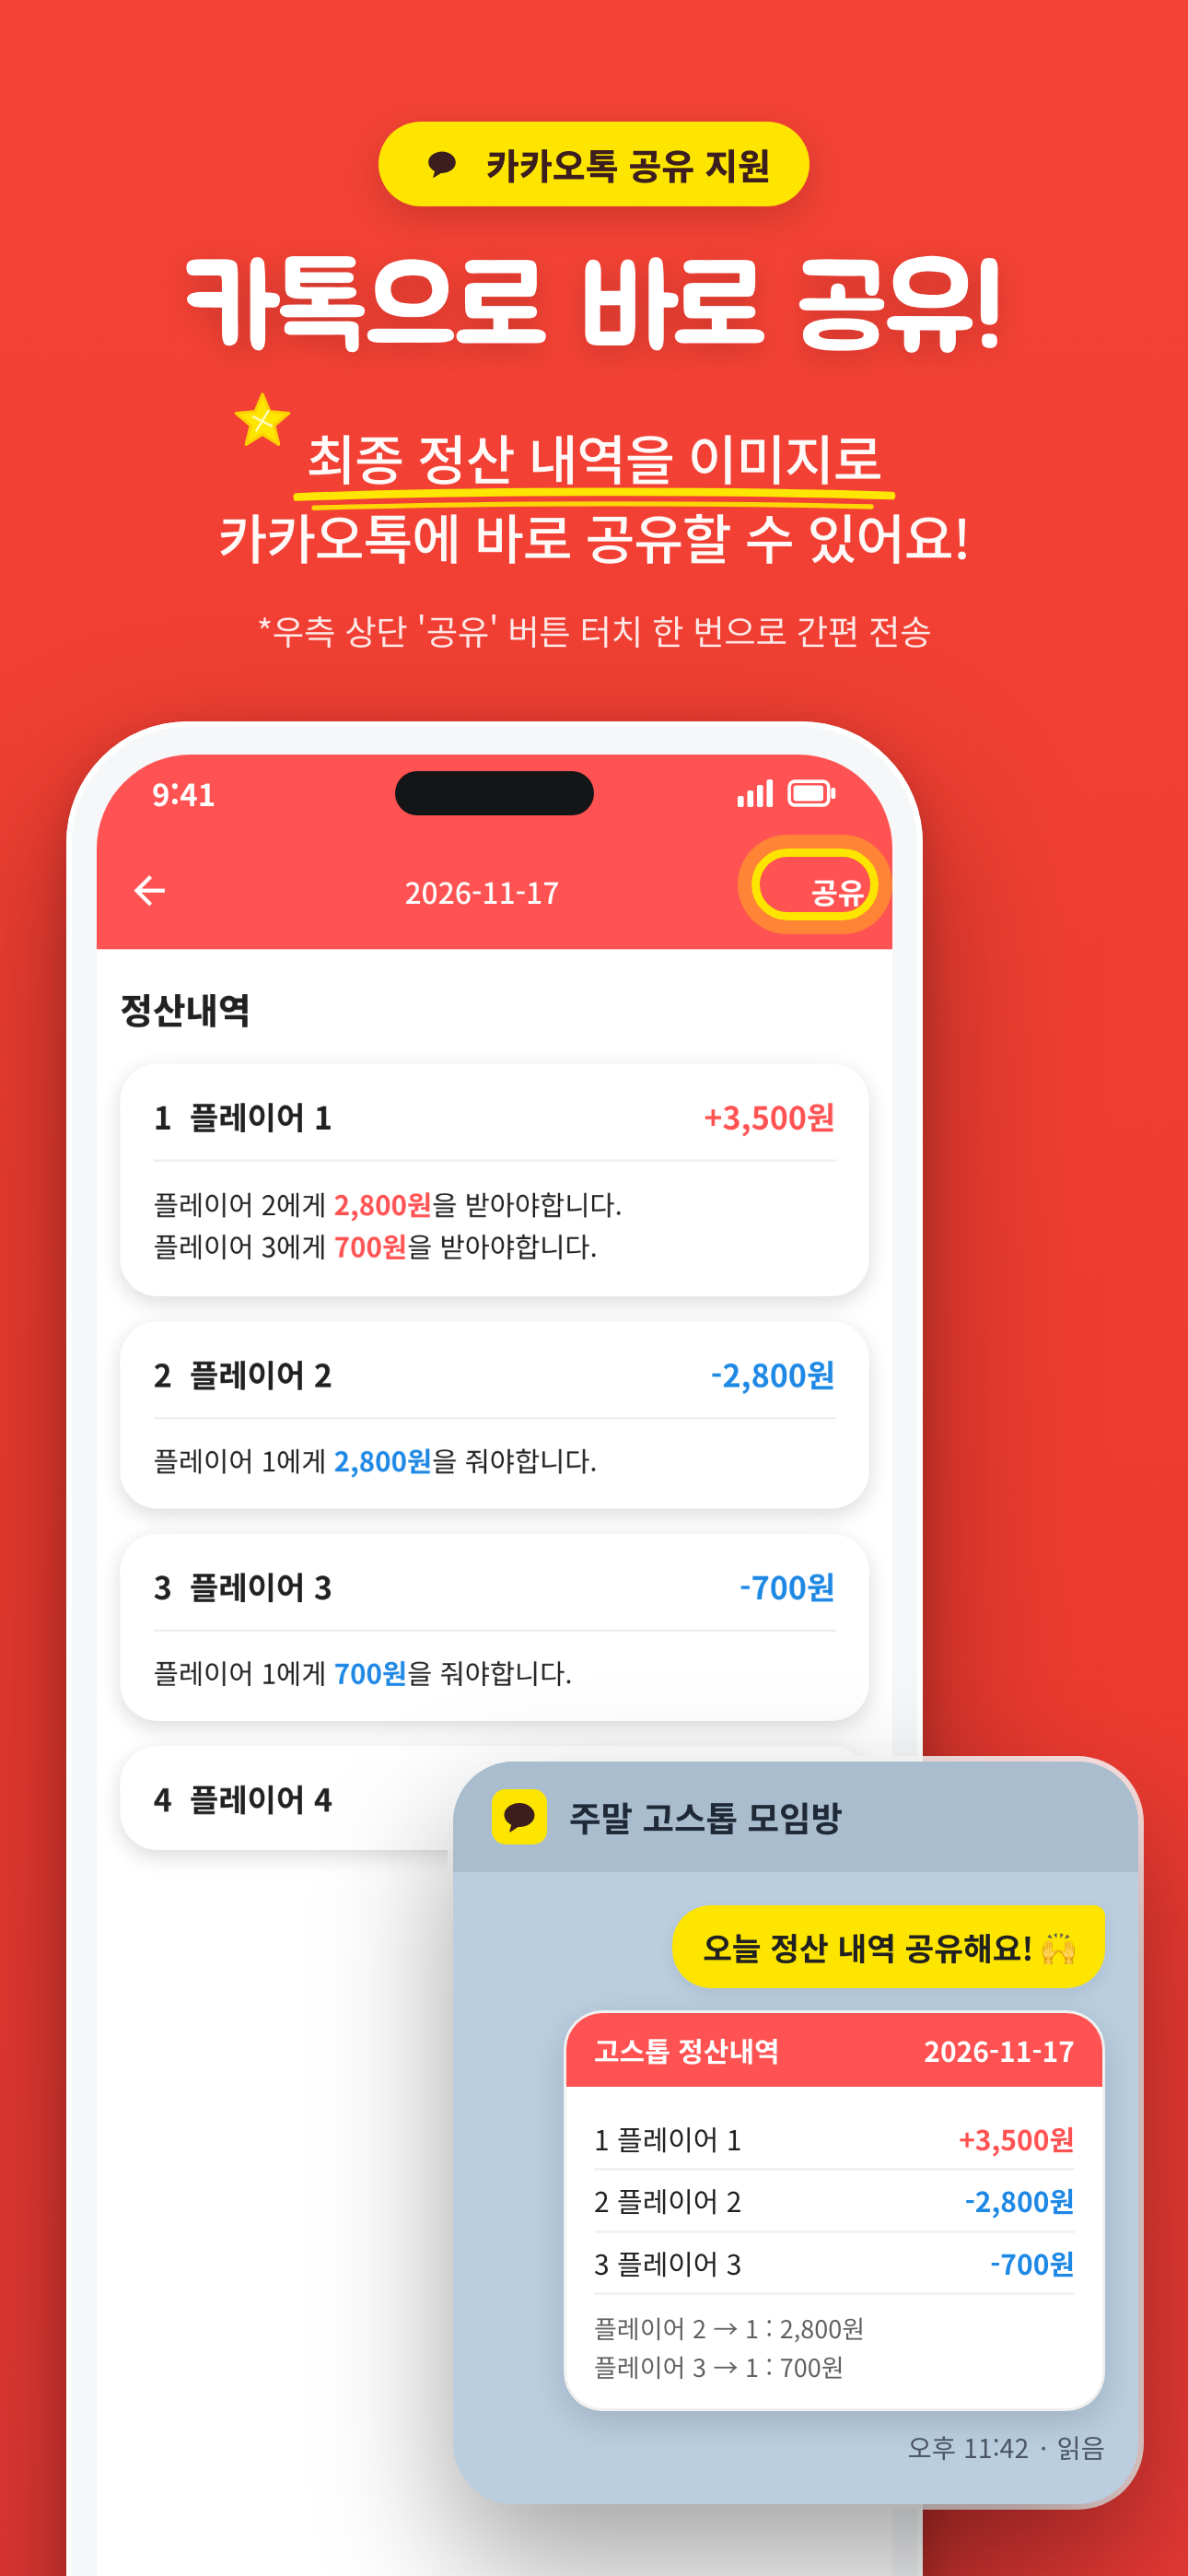 카카오톡 공유 지원
카톡으로 바로 공유!
최종 정산 내역을 이미지로
카카오톡에 바로 공유할 수 있어요!
*우측 상단 '공유' 버튼 터치 한 번으로 간편 전송
9:41
2026-11-17
공유
정산내역
1 플레이어 1 +3,500원
플레이어 2에게 2,800원을 받아야합니다.
플레이어 3에게 700원을 받아야합니다.
2 플레이어 2 -2,800원
플레이어 1에게 2,800원을 줘야합니다.
3 플레이어 3 -700원
플레이어 1에게 700원을 줘야합니다.
4 플레이어 4
주말 고스톱 모임방
오늘 정산 내역 공유해요! 🙌
고스톱 정산내역 2026-11-17
1 플레이어 1 +3,500원
2 플레이어 2 -2,800원
3 플레이어 3 -700원
플레이어 2 → 1 : 2,800원
플레이어 3 → 1 : 700원
오후 11:42 · 읽음